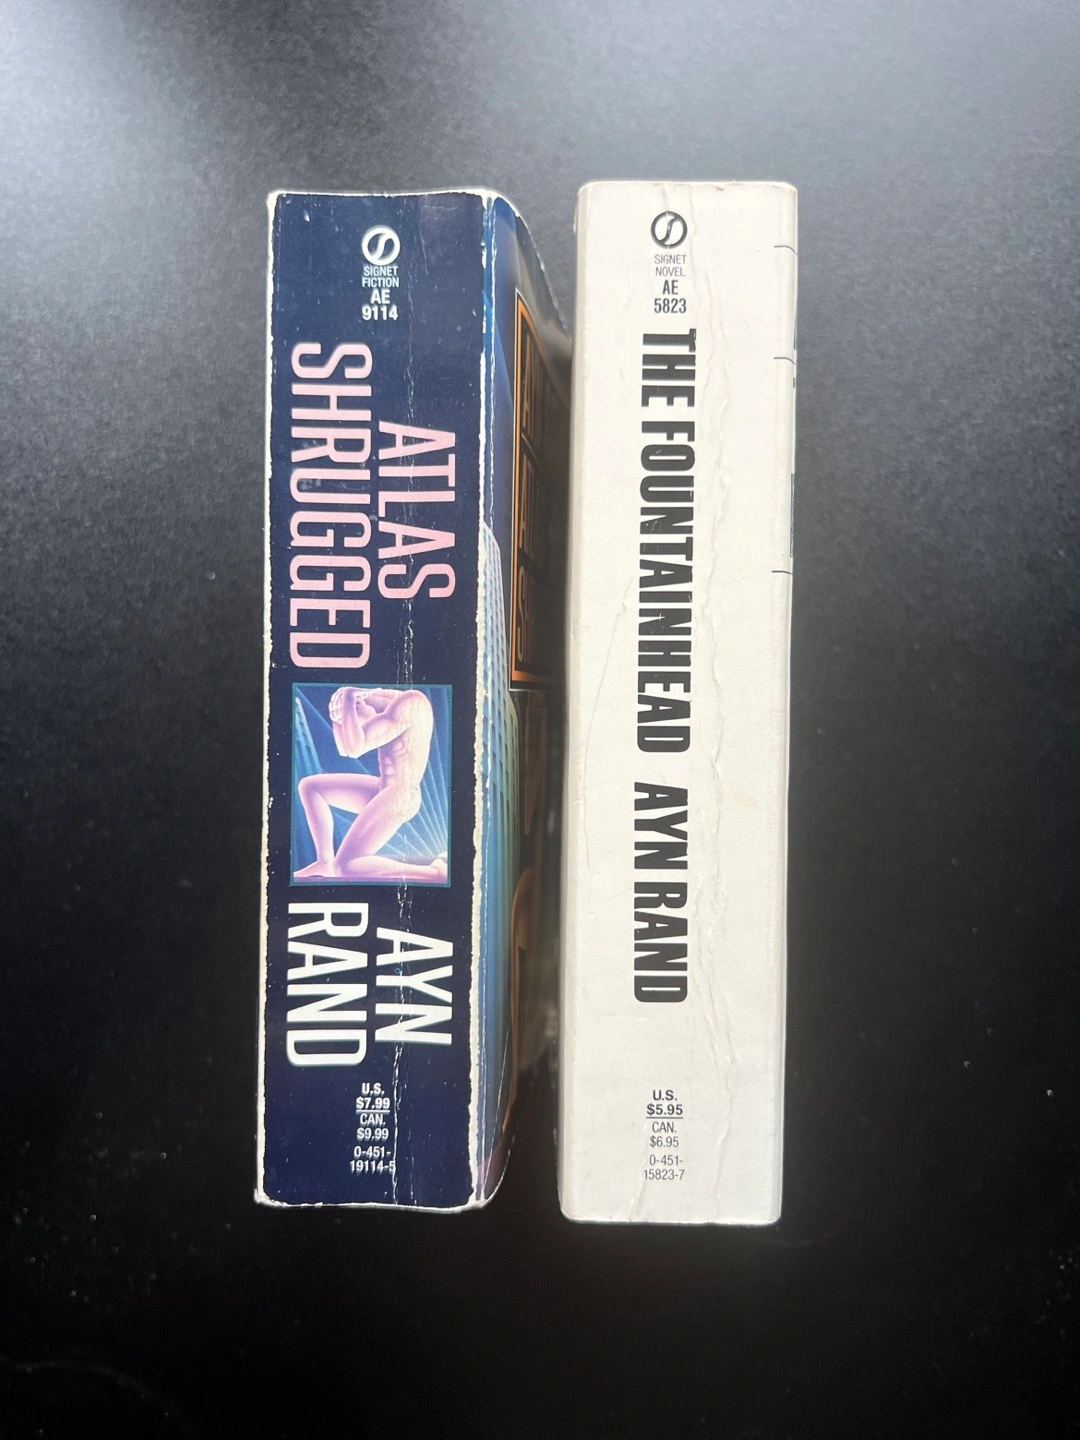 SIGNET
FICTION
AE
9114
ATLAS
SHRUGGED
AYN
RAND
U.S.
$7.99
CAN.
$9.99
0-451-
19114-5
SIGNET
NOVEL
AE
5823
THE FOUNTAINHEAD AYN RAND
U.S.
$5.95
CAN.
$6.95
0-451-
15823-7